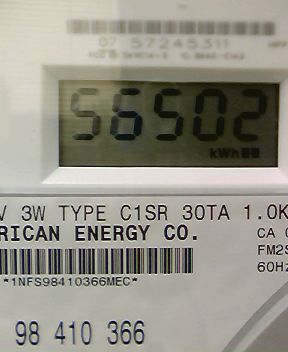 07 57245311
56502
kWh
V 3W TYPE C1SR 30TA 1.0K
RICAN ENERGY CO. CA
FM2S
*1NFS98410366MEC* 60Hz
98 410 366